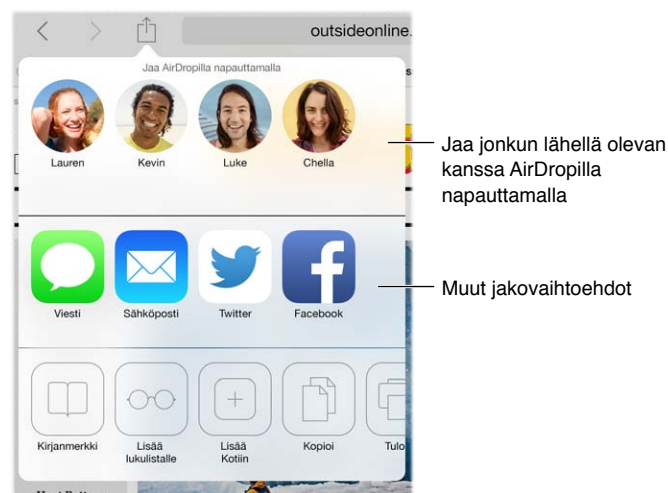 outsideonline.
Jaa AirDropilla napauttamalla
Lauren
Kevin
Luke
Chella
Jaa jonkun lähellä olevan
kanssa AirDropilla
napauttamalla
Viesti
Sähköposti
Twitter
Facebook
Muut jakovaihtoehdot
Kirjanmerkki
Lisää
lukulistalle
Lisää
Kotiin
Kopioi
Tulo